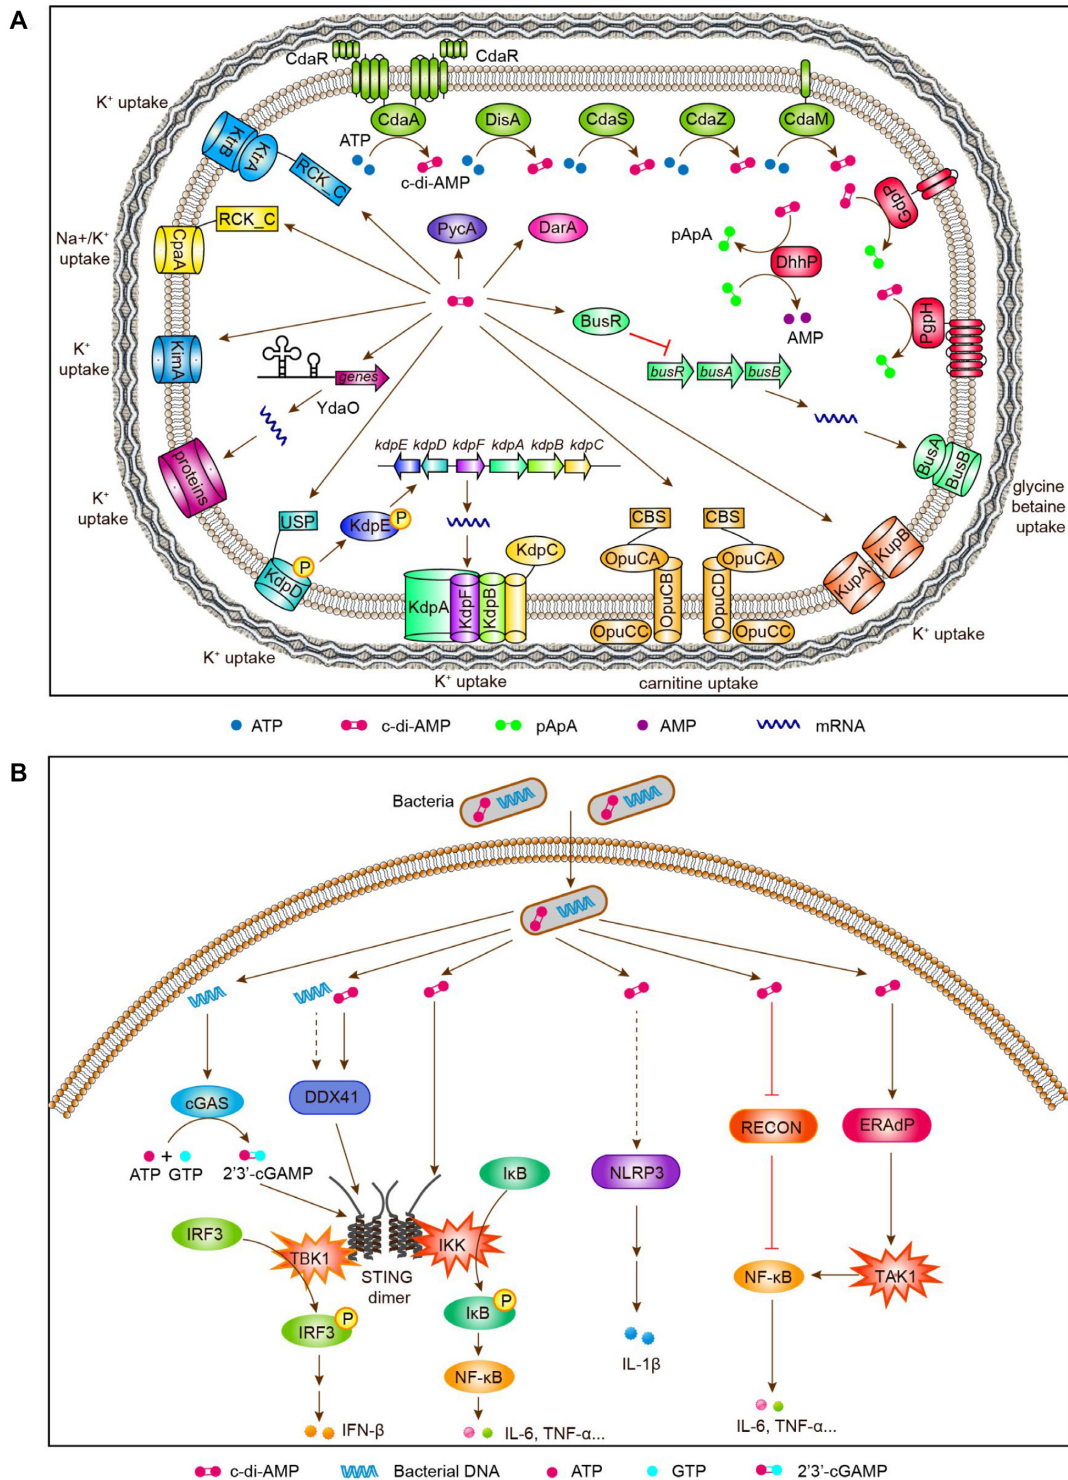 A
CdaR
CdaR
K⁺ uptake
CdaA
DisA
CdaS
CdaZ
CdaM
ATP
c-di-AMP
KtrB
KtrA
RCK_C
GdpP
RCK_C
Na+/K⁺
uptake
CpaA
PycA
DarA
pApA
DhhP
AMP
PgpH
BusR
K⁺
uptake
KimA
genes
YdaO
busR
busA
busB
kdpE
kdpD
kdpF
kdpA
kdpB
kdpC
proteins
K⁺
uptake
BusA
BusB
glycine
betaine
uptake
USP
KdpE
P
KdpD
P
KdpC
KdpA
KdpF
KdpB
CBS
CBS
OpuCA
OpuCA
OpuCB
OpuCD
OpuCC
OpuCC
KupA
KupB
K⁺ uptake
K⁺ uptake
K⁺ uptake
carnitine uptake
ATP
c-di-AMP
pApA
AMP
mRNA
B
Bacteria
cGAS
DDX41
RECON
ERAdP
ATP + GTP
2'3'-cGAMP
NLRP3
IκB
IRF3
TBK1
IKK
STING
dimer
NF-κB
TAK1
IRF3
P
IκB
P
IL-1β
NF-κB
IFN-β
IL-6, TNF-α...
IL-6, TNF-α...
c-di-AMP
Bacterial DNA
ATP
GTP
2'3'-cGAMP